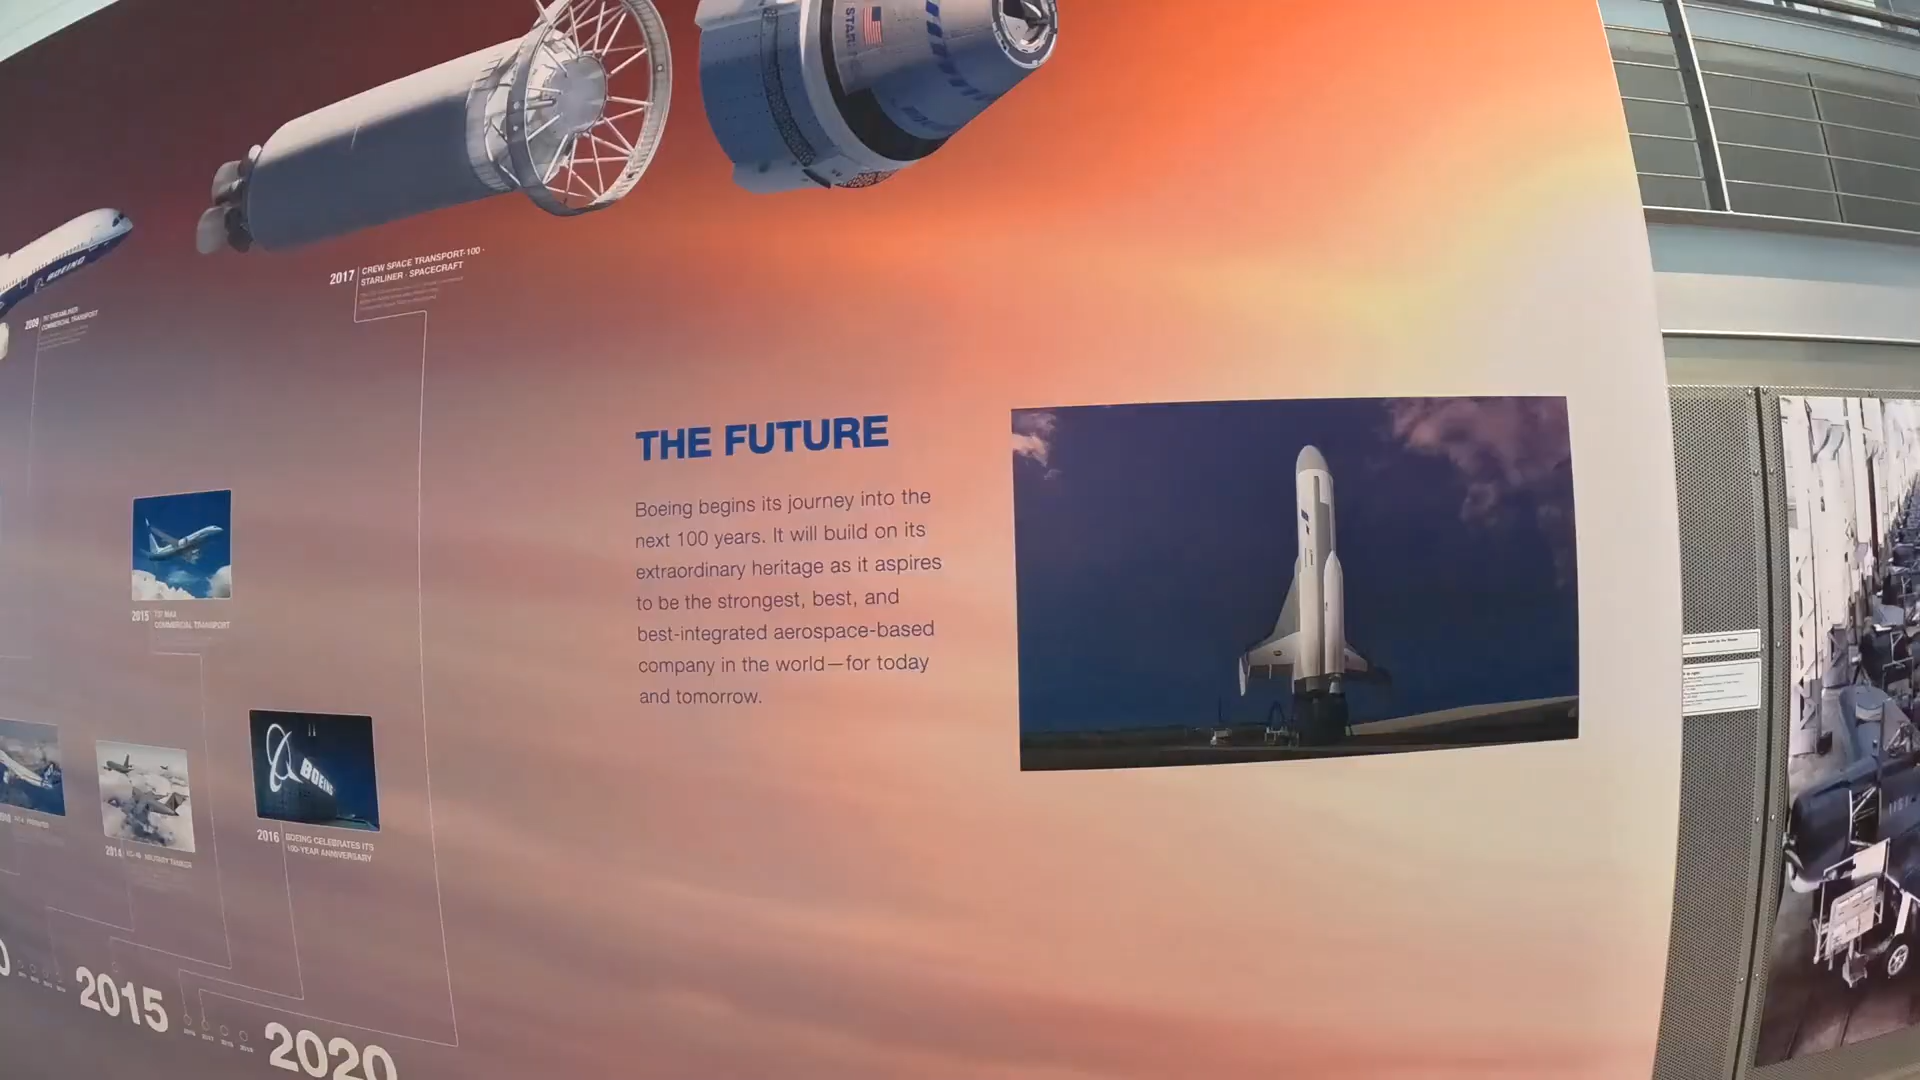 STAR
BOEING
2017
CREW SPACE TRANSPORT-100 -
STARLINER - SPACECRAFT
2009
787 DREAMLINER
COMMERCIAL TRANSPORT
THE FUTURE
Boeing begins its journey into the
next 100 years. It will build on its
extraordinary heritage as it aspires
to be the strongest, best, and
best-integrated aerospace-based
company in the world—for today
and tomorrow.
2015
737 MAX
COMMERCIAL TRANSPORT
BOEING
2014
KC-46 MILITARY TANKER
2016
BOEING CELEBRATES ITS
100-YEAR ANNIVERSARY
2015
2020